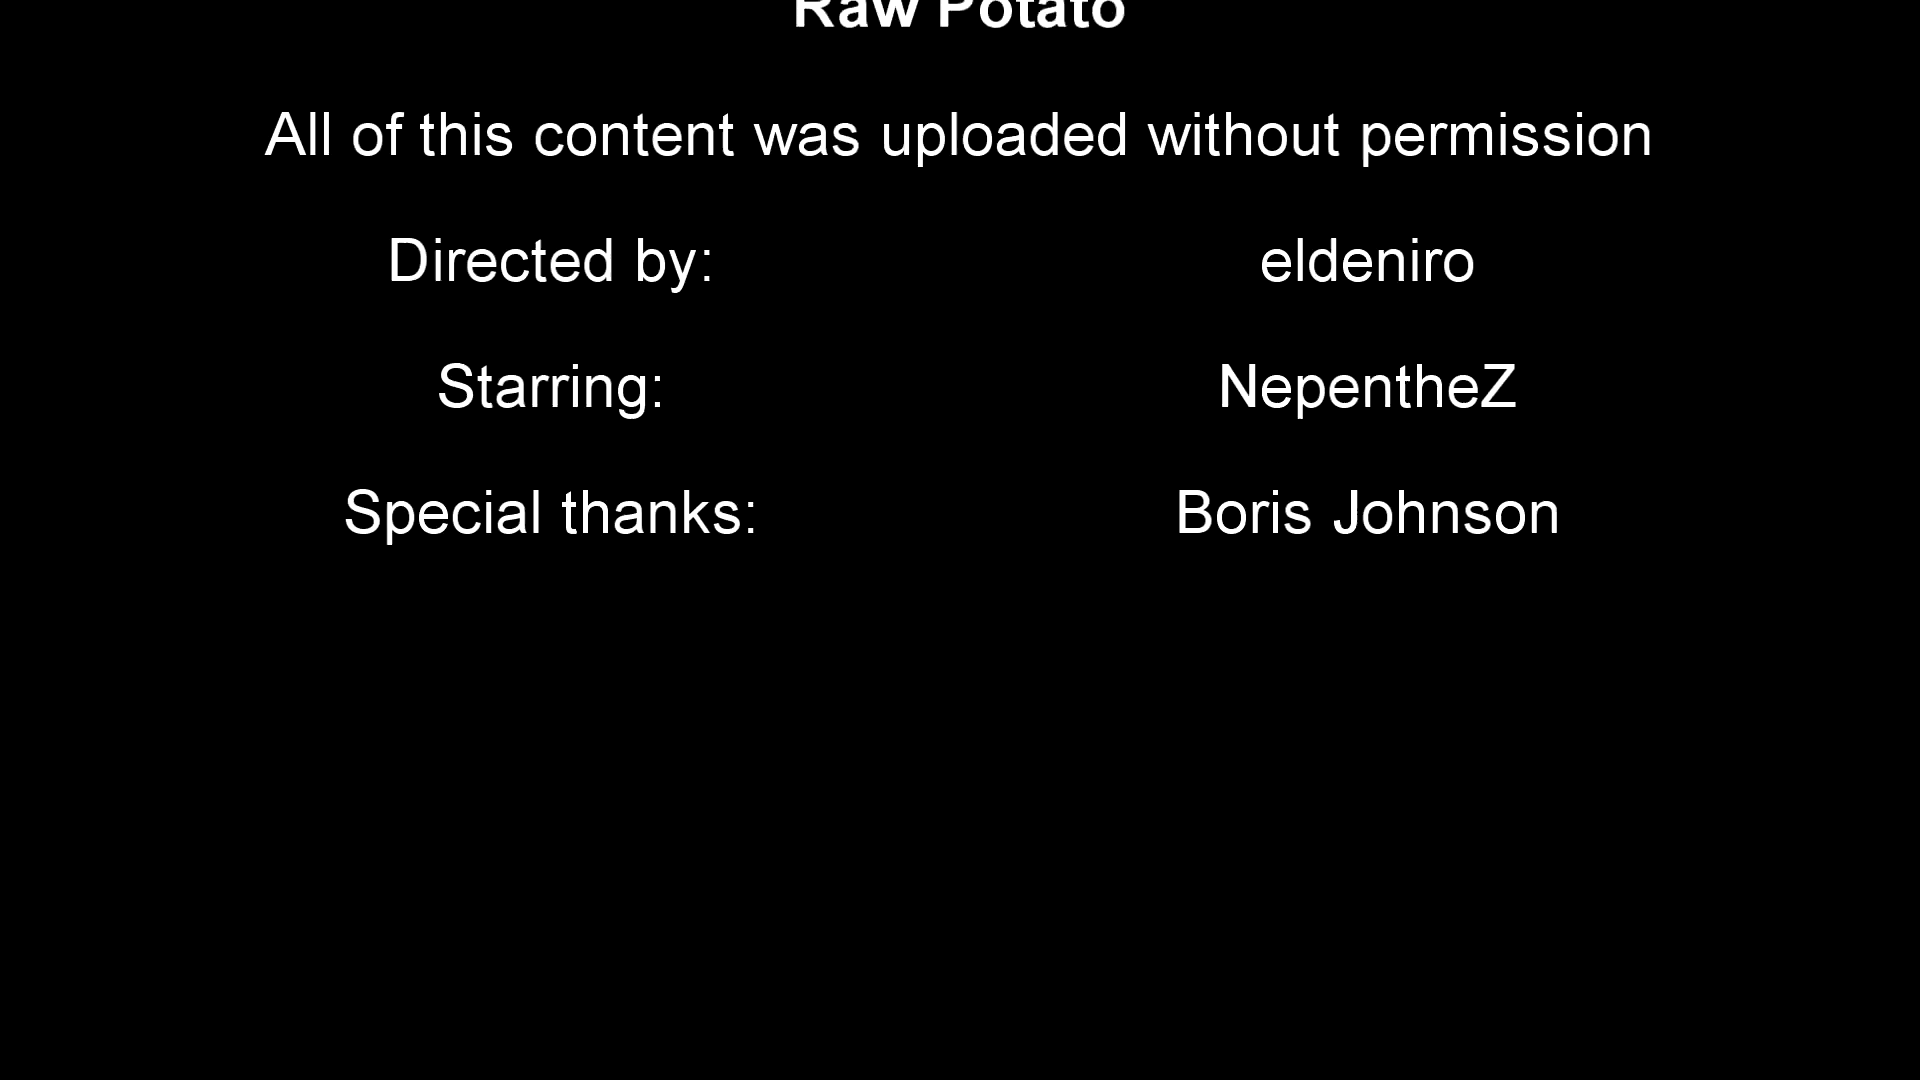 Raw Potato
All of this content was uploaded without permission
Directed by: eldeniro
Starring: NepentheZ
Special thanks: Boris Johnson